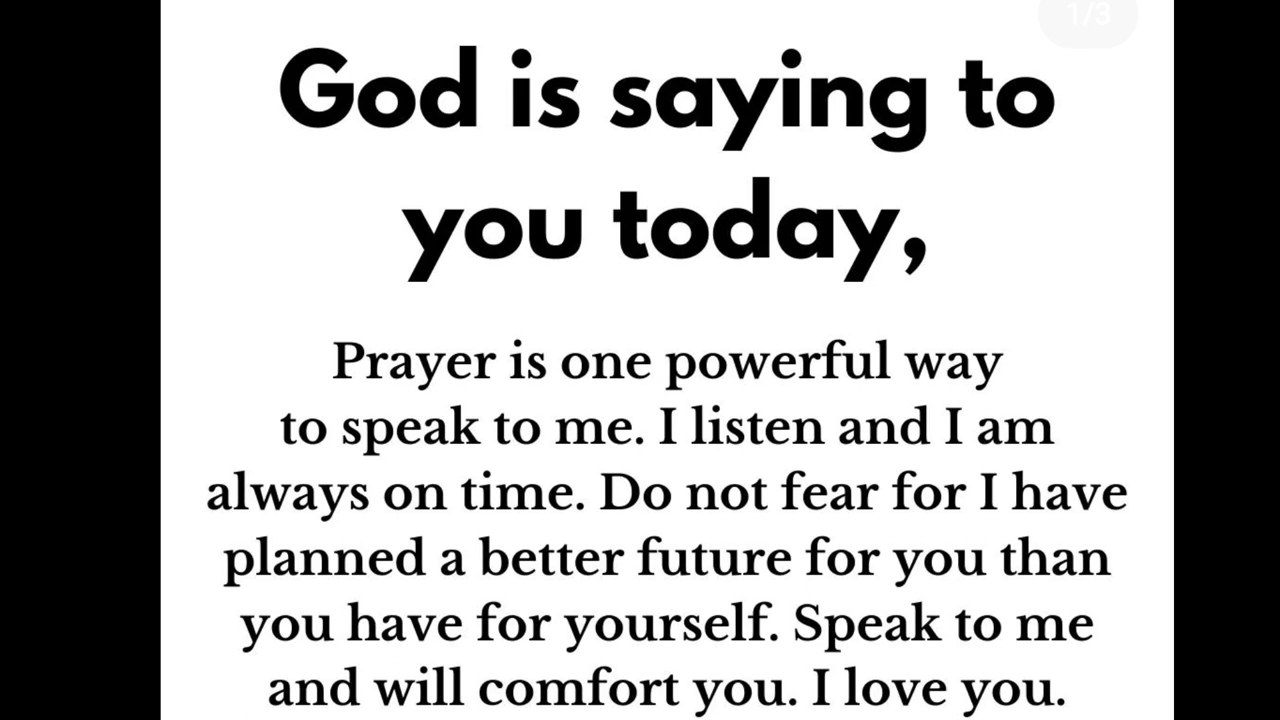 1/3
God is saying to
you today,
Prayer is one powerful way
to speak to me. I listen and I am
always on time. Do not fear for I have
planned a better future for you than
you have for yourself. Speak to me
and will comfort you. I love you.